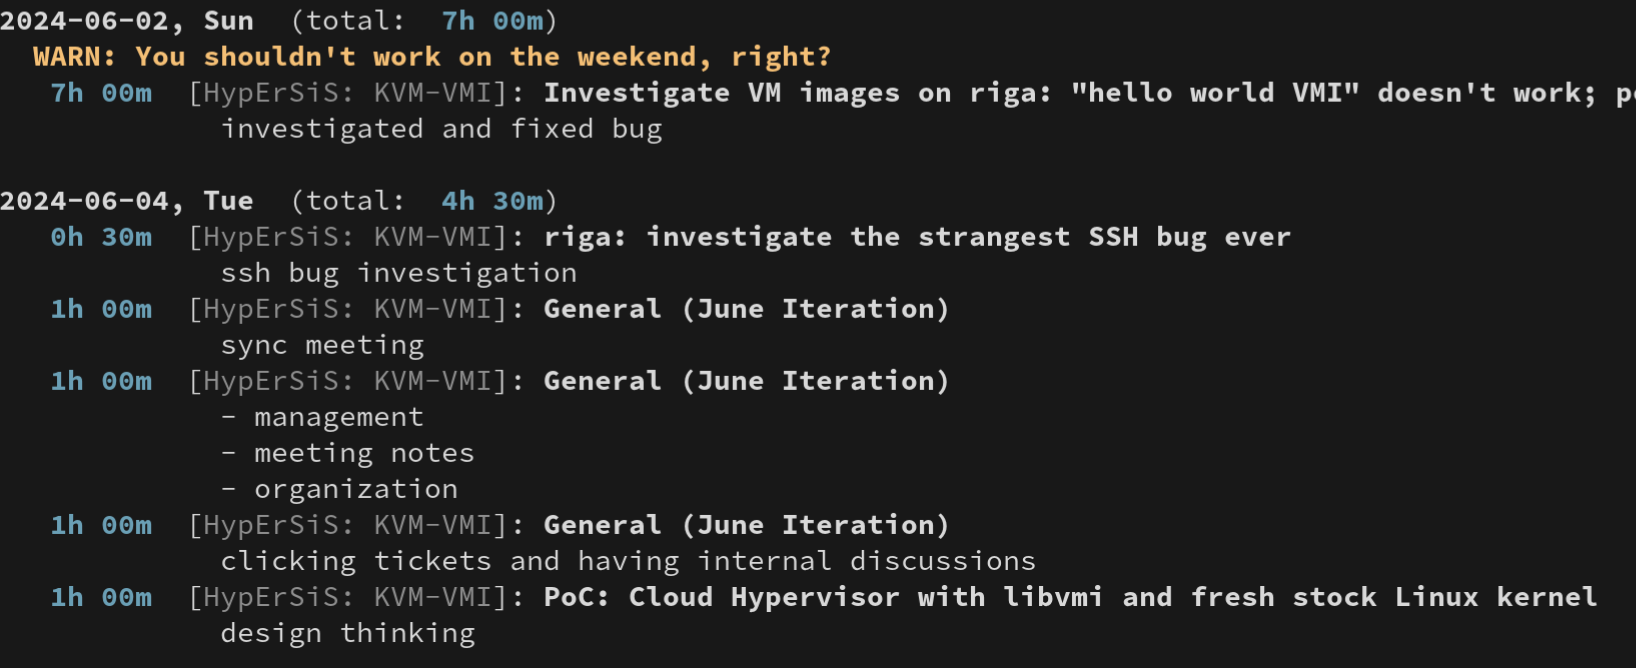 2024-06-02, Sun (total: 7h 00m)
WARN: You shouldn't work on the weekend, right?
7h 00m [HypErSiS: KVM-VMI]: Investigate VM images on riga: "hello world VMI" doesn't work;
investigated and fixed bug
2024-06-04, Tue (total: 4h 30m)
0h 30m [HypErSiS: KVM-VMI]: riga: investigate the strangest SSH bug ever
ssh bug investigation
1h 00m [HypErSiS: KVM-VMI]: General (June Iteration)
sync meeting
1h 00m [HypErSiS: KVM-VMI]: General (June Iteration)
- management
- meeting notes
- organization
1h 00m [HypErSiS: KVM-VMI]: General (June Iteration)
clicking tickets and having internal discussions
1h 00m [HypErSiS: KVM-VMI]: PoC: Cloud Hypervisor with libvmi and fresh stock Linux kernel
design thinking